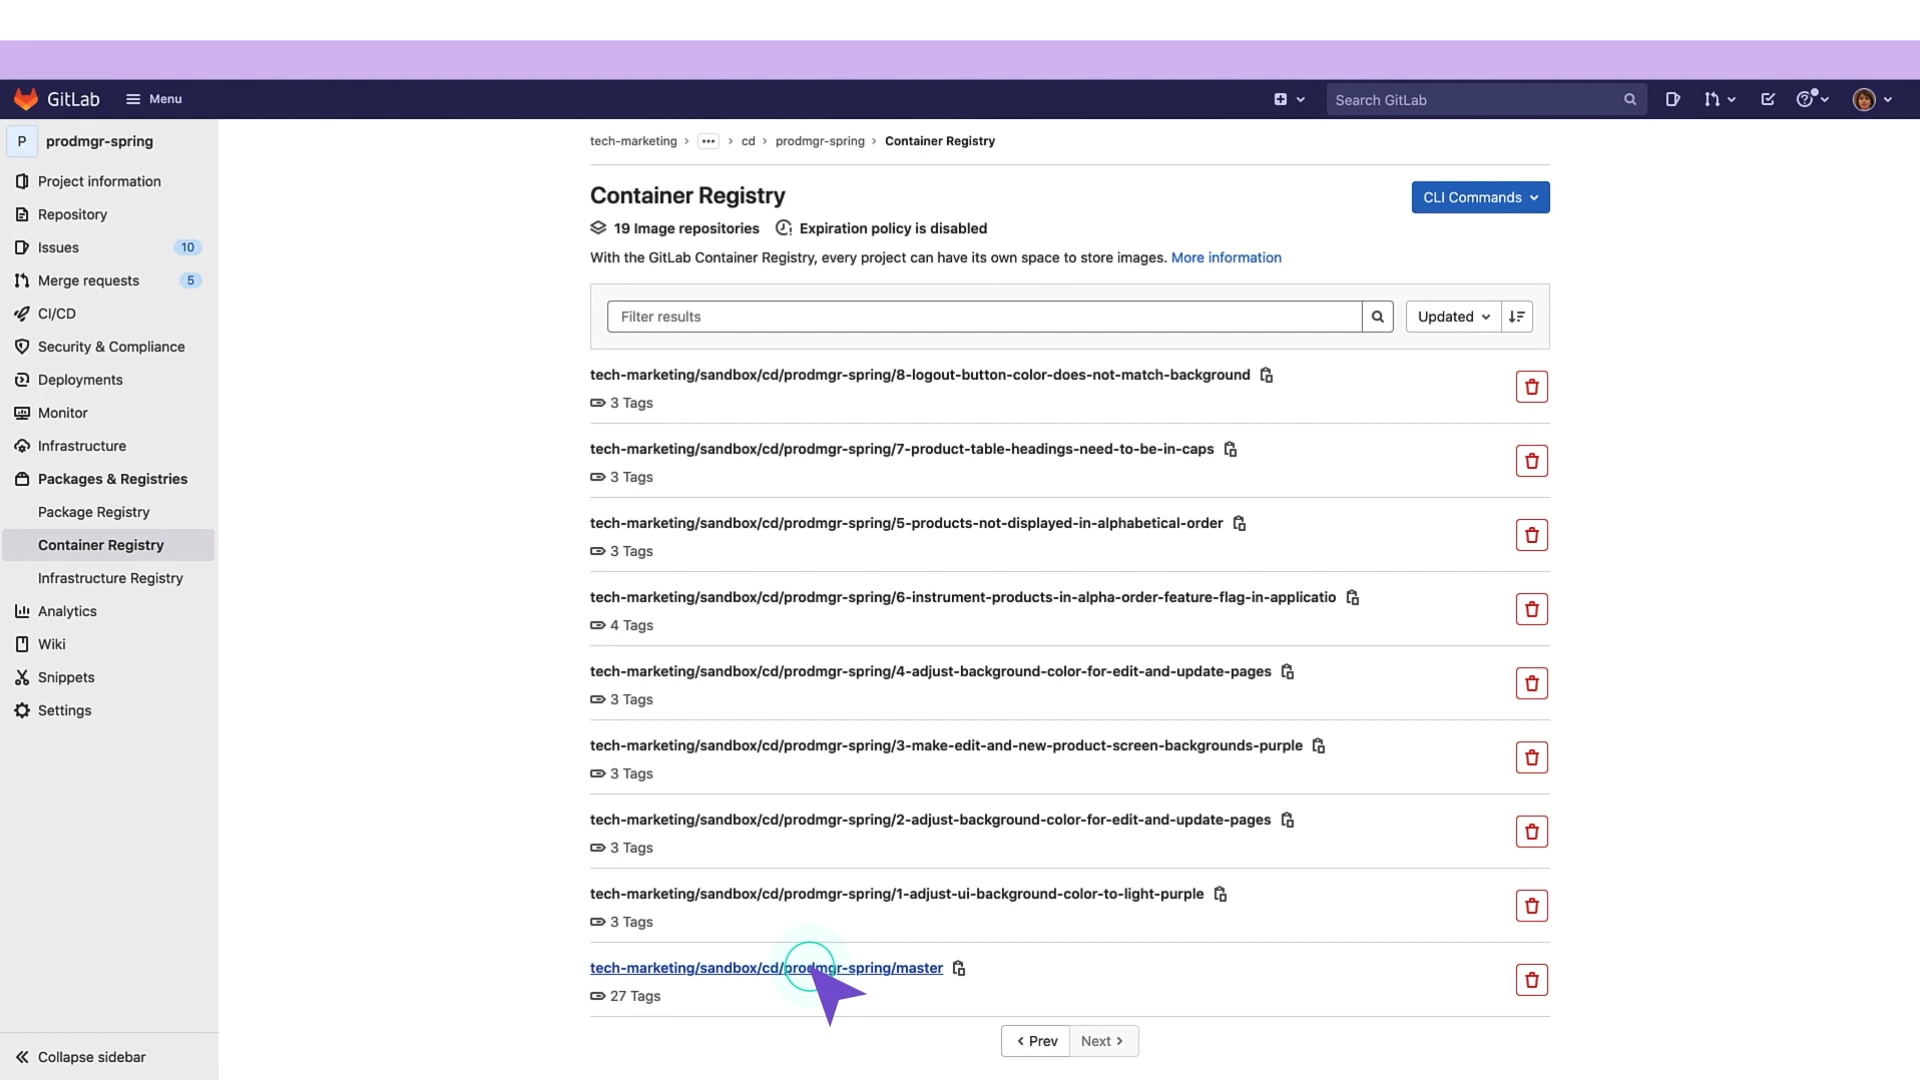 GitLab Menu Search GitLab
P prodmgr-spring
Project information
Repository
Issues 10
Merge requests 5
CI/CD
Security & Compliance
Deployments
Monitor
Infrastructure
Packages & Registries
Package Registry
Container Registry
Infrastructure Registry
Analytics
Wiki
Snippets
Settings
Collapse sidebar
tech-marketing > ... > cd > prodmgr-spring > Container Registry
Container Registry
CLI Commands
19 Image repositories Expiration policy is disabled
With the GitLab Container Registry, every project can have its own space to store images. More information
Filter results Updated
tech-marketing/sandbox/cd/prodmgr-spring/8-logout-button-color-does-not-match-background
3 Tags
tech-marketing/sandbox/cd/prodmgr-spring/7-product-table-headings-need-to-be-in-caps
3 Tags
tech-marketing/sandbox/cd/prodmgr-spring/5-products-not-displayed-in-alphabetical-order
3 Tags
tech-marketing/sandbox/cd/prodmgr-spring/6-instrument-products-in-alpha-order-feature-flag-in-applicatio
4 Tags
tech-marketing/sandbox/cd/prodmgr-spring/4-adjust-background-color-for-edit-and-update-pages
3 Tags
tech-marketing/sandbox/cd/prodmgr-spring/3-make-edit-and-new-product-screen-backgrounds-purple
3 Tags
tech-marketing/sandbox/cd/prodmgr-spring/2-adjust-background-color-for-edit-and-update-pages
3 Tags
tech-marketing/sandbox/cd/prodmgr-spring/1-adjust-ui-background-color-to-light-purple
3 Tags
tech-marketing/sandbox/cd/prodmgr-spring/master
27 Tags
Prev Next